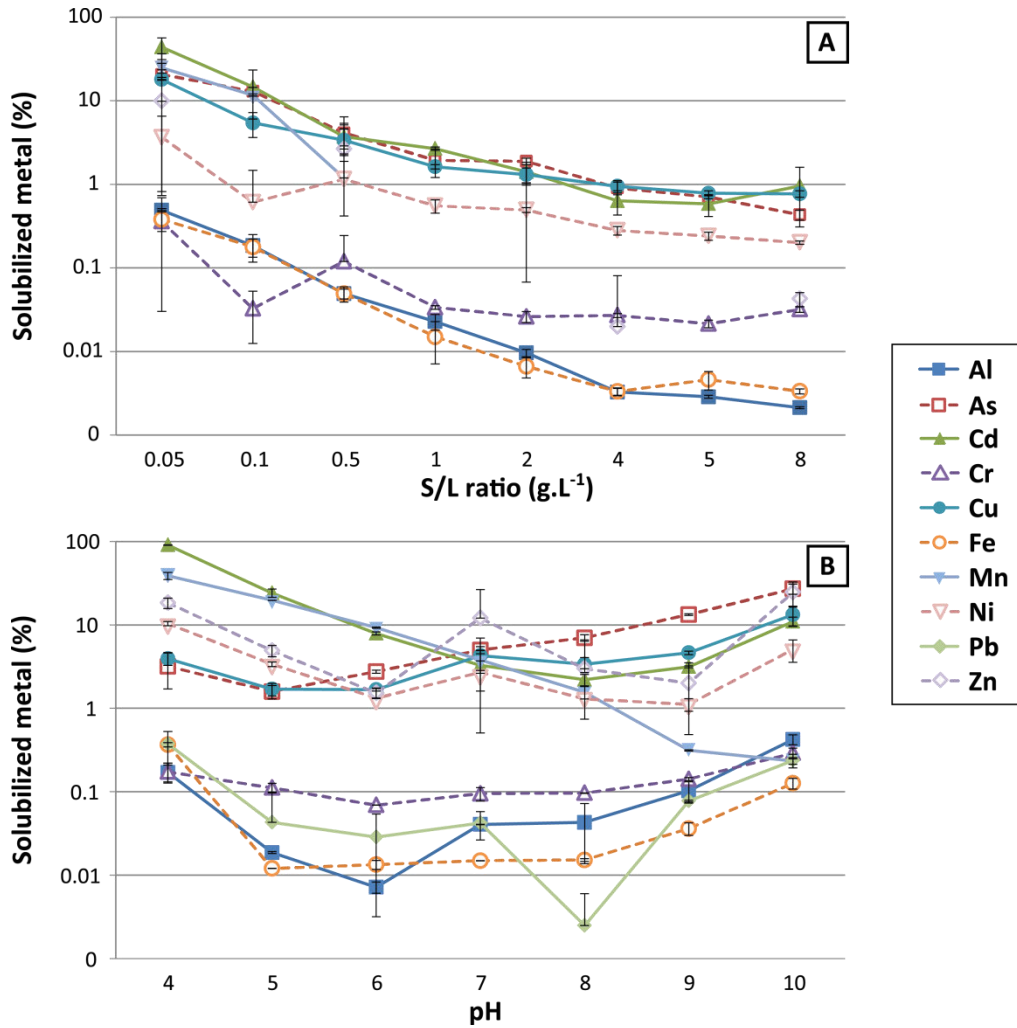 100
10
1
0.1
0.01
0
Solubilized metal (%)
A
0.05 0.1 0.5 1 2 4 5 8
S/L ratio (g.L⁻¹)
100
10
1
0.1
0.01
0
Solubilized metal (%)
B
4 5 6 7 8 9 10
pH
Al
As
Cd
Cr
Cu
Fe
Mn
Ni
Pb
Zn